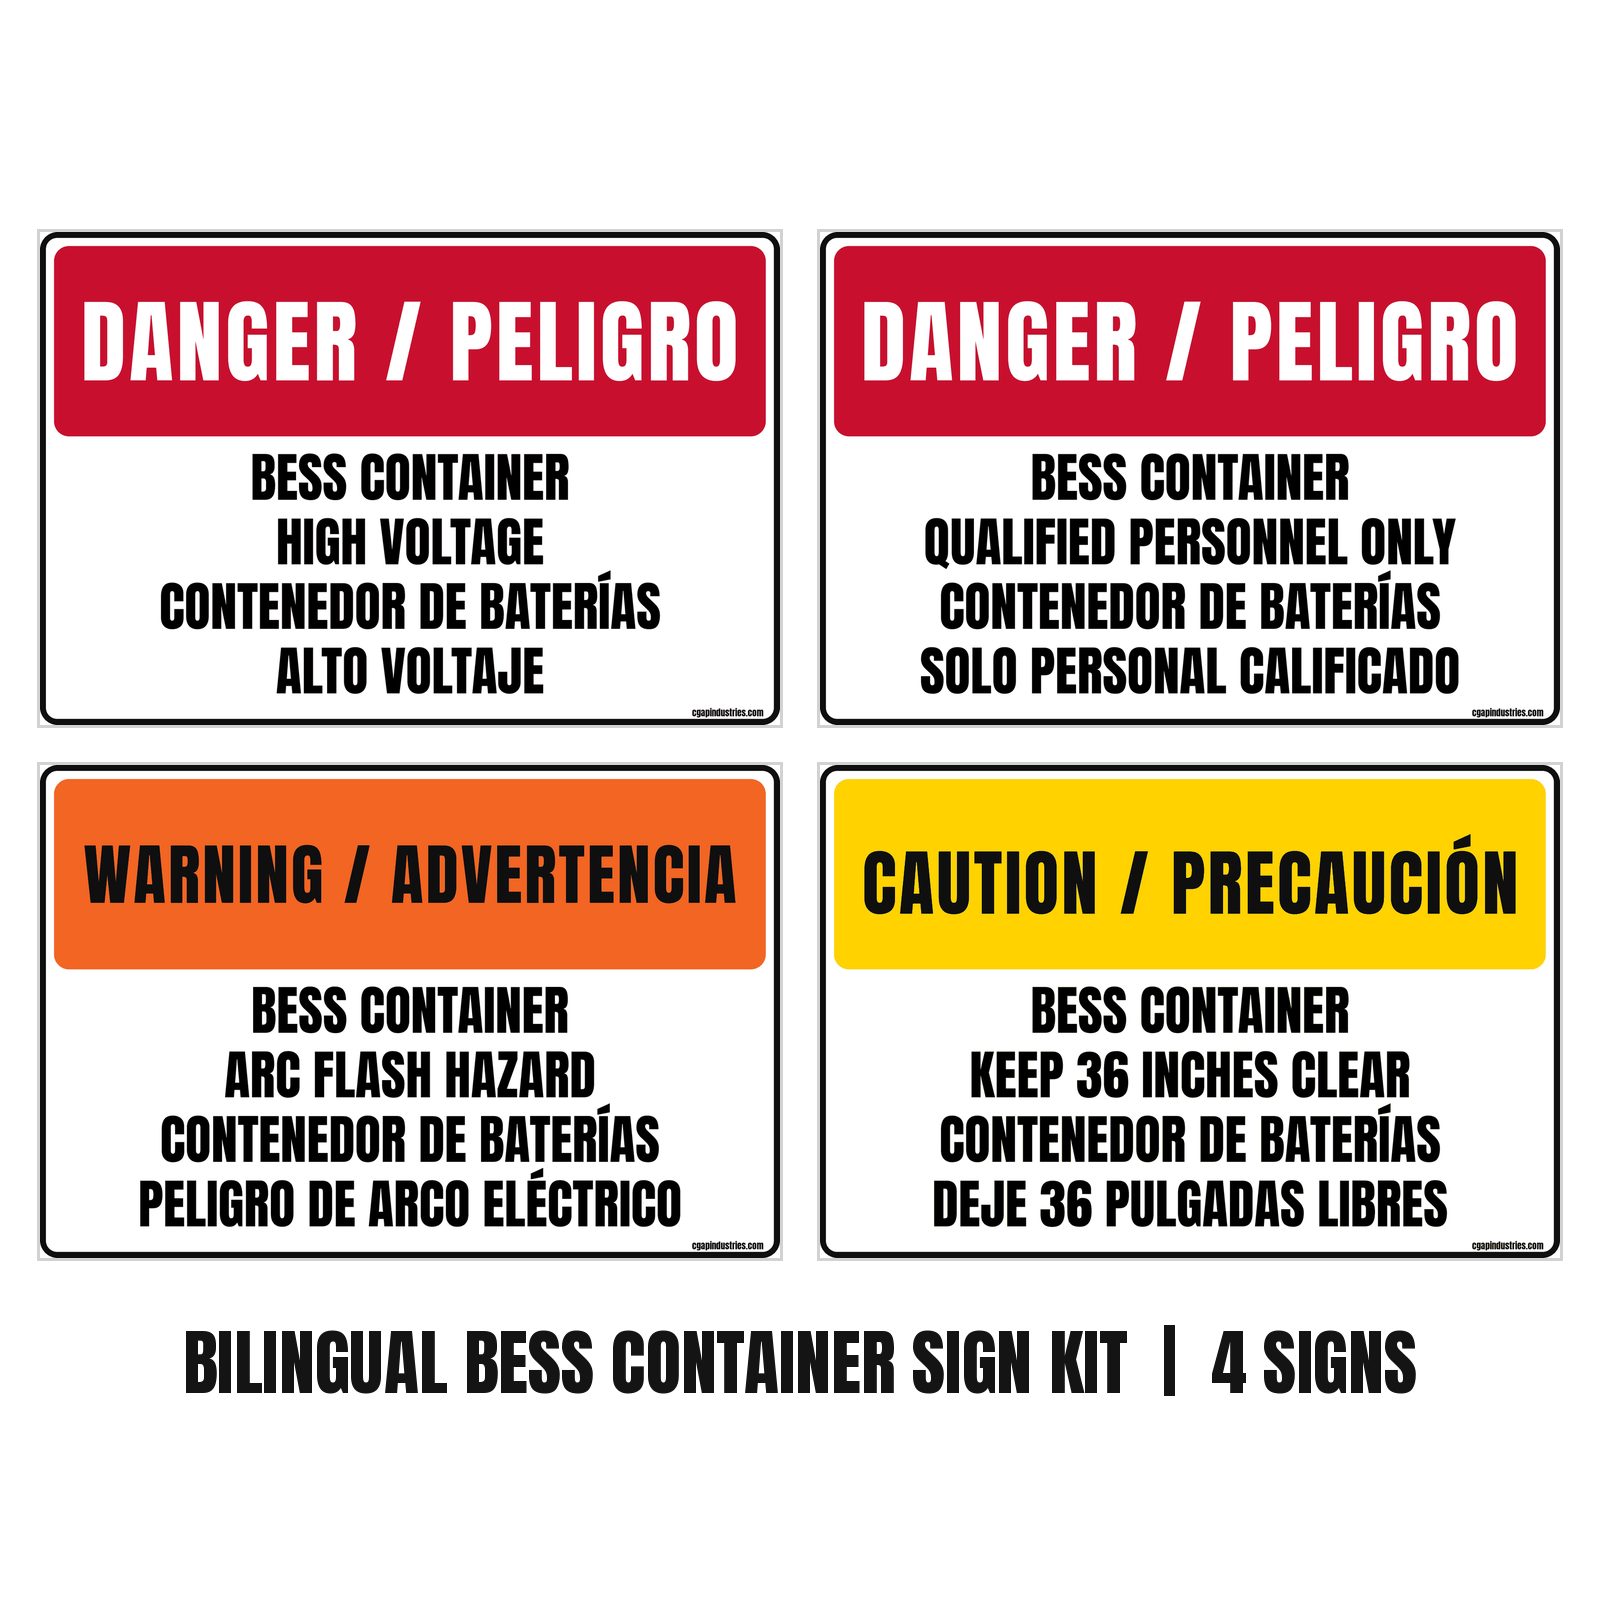 DANGER / PELIGRO
BESS CONTAINER
HIGH VOLTAGE
CONTENEDOR DE BATERÍAS
ALTO VOLTAJE
cgapindustries.com
DANGER / PELIGRO
BESS CONTAINER
QUALIFIED PERSONNEL ONLY
CONTENEDOR DE BATERÍAS
SOLO PERSONAL CALIFICADO
cgapindustries.com
WARNING / ADVERTENCIA
BESS CONTAINER
ARC FLASH HAZARD
CONTENEDOR DE BATERÍAS
PELIGRO DE ARCO ELÉCTRICO
cgapindustries.com
CAUTION / PRECAUCIÓN
BESS CONTAINER
KEEP 36 INCHES CLEAR
CONTENEDOR DE BATERÍAS
DEJE 36 PULGADAS LIBRES
cgapindustries.com
BILINGUAL BESS CONTAINER SIGN KIT | 4 SIGNS